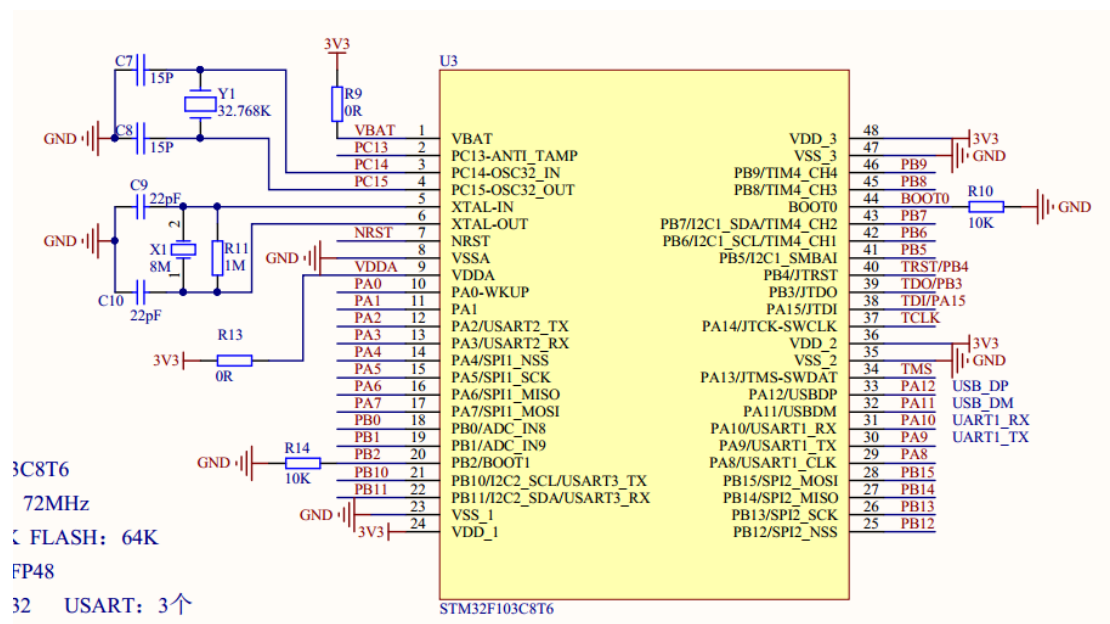 3V3
U3
C7
15P
Y1
32.768K
R9
0R
GND
C8
15P
VBAT 1 VBAT
PC13 2 PC13-ANTI_TAMP
PC14 3 PC14-OSC32_IN
PC15 4 PC15-OSC32_OUT
5 XTAL-IN
6 XTAL-OUT
NRST 7 NRST
GND 8 VSSA
VDDA 9 VDDA
PA0 10 PA0-WKUP
PA1 11 PA1
PA2 12 PA2/USART2_TX
PA3 13 PA3/USART2_RX
PA4 14 PA4/SPI1_NSS
PA5 15 PA5/SPI1_SCK
PA6 16 PA6/SPI1_MISO
PA7 17 PA7/SPI1_MOSI
PB0 18 PB0/ADC_IN8
PB1 19 PB1/ADC_IN9
PB2 20 PB2/BOOT1
PB10 21 PB10/I2C2_SCL/USART3_TX
PB11 22 PB11/I2C2_SDA/USART3_RX
GND 23 VSS_1
3V3 24 VDD_1
C9
22pF
GND
2
X1
8M
1
R11
1M
C10
22pF
R13
3V3
0R
R14
GND
10K
VDD_3 48 3V3
VSS_3 47 GND
PB9/TIM4_CH4 46 PB9
PB8/TIM4_CH3 45 PB8
BOOT0 44 BOOT0
R10
10K
GND
PB7/I2C1_SDA/TIM4_CH2 43 PB7
PB6/I2C1_SCL/TIM4_CH1 42 PB6
PB5/I2C1_SMBAI 41 PB5
PB4/JTRST 40 TRST/PB4
PB3/JTDO 39 TDO/PB3
PA15/JTDI 38 TDI/PA15
PA14/JTCK-SWCLK 37 TCLK
VDD_2 36 3V3
VSS_2 35 GND
PA13/JTMS-SWDAT 34 TMS
PA12/USBDP 33 PA12 USB_DP
PA11/USBDM 32 PA11 USB_DM
PA10/USART1_RX 31 PA10 UART1_RX
PA9/USART1_TX 30 PA9 UART1_TX
PA8/USART1_CLK 29 PA8
PB15/SPI2_MOSI 28 PB15
PB14/SPI2_MISO 27 PB14
PB13/SPI2_SCK 26 PB13
PB12/SPI2_NSS 25 PB12
STM32F103C8T6
3C8T6
72MHz
K FLASH：64K
FP48
32 USART：3个